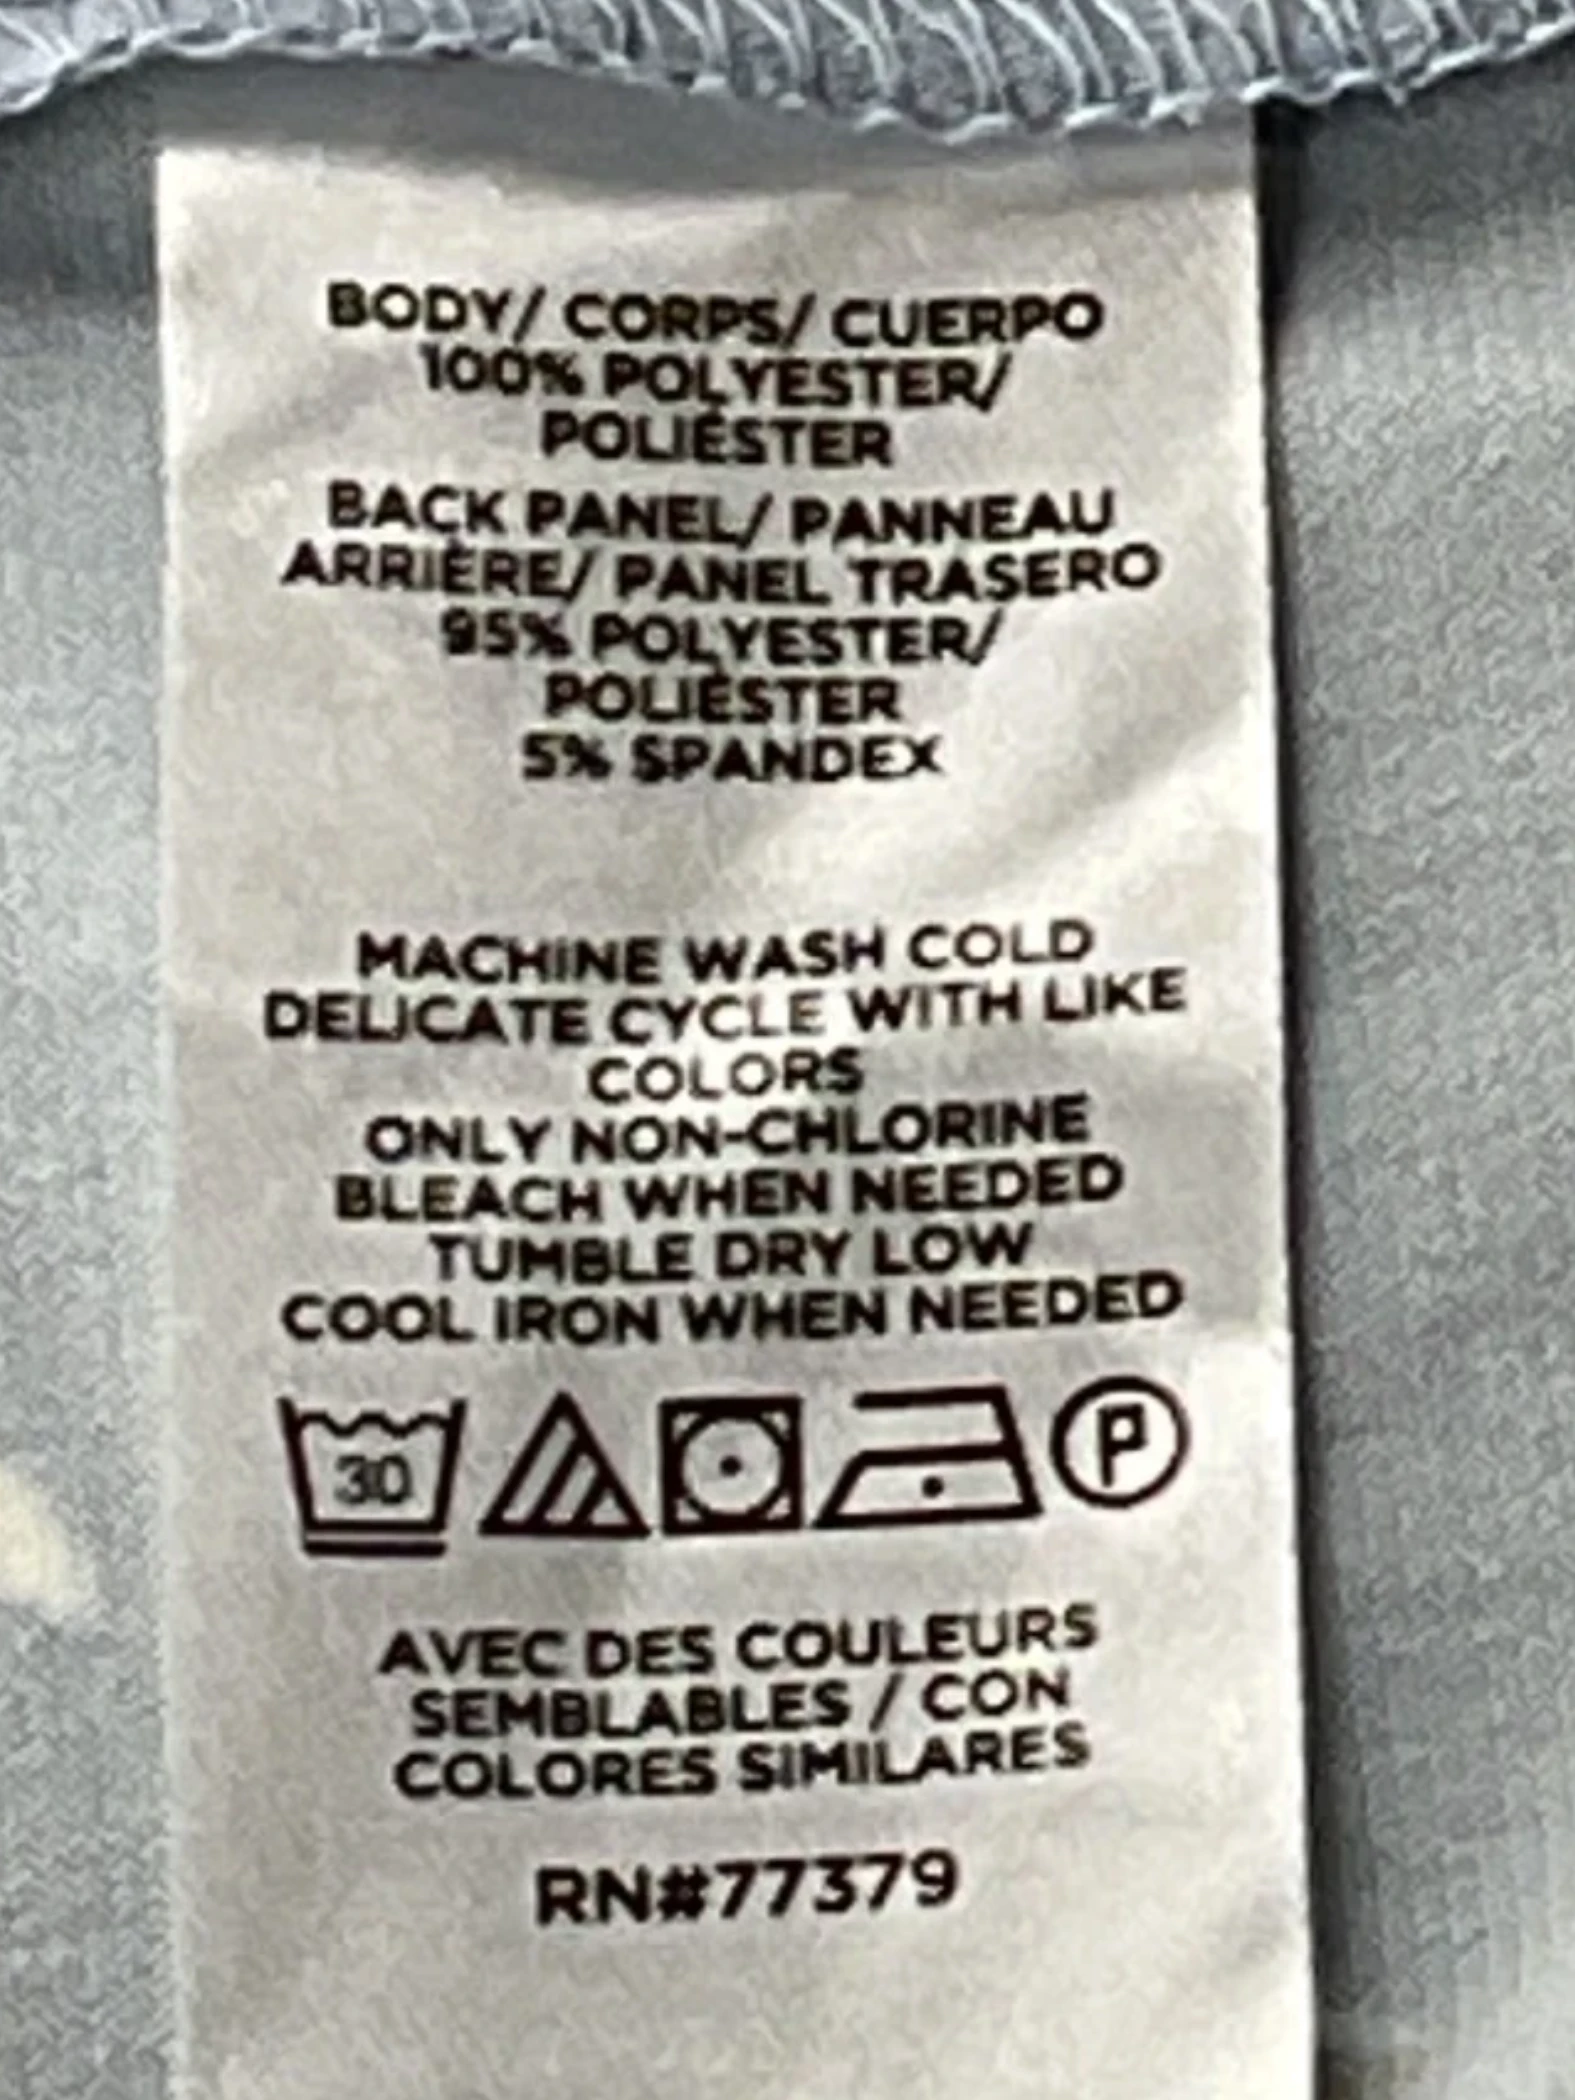 BODY/ CORPS/ CUERPO
100% POLYESTER/
POLIÉSTER
BACK PANEL/ PANNEAU
ARRIÈRE/ PANEL TRASERO
95% POLYESTER/
POLIÉSTER
5% SPANDEX
MACHINE WASH COLD
DELICATE CYCLE WITH LIKE
COLORS
ONLY NON-CHLORINE
BLEACH WHEN NEEDED
TUMBLE DRY LOW
COOL IRON WHEN NEEDED
30 P
AVEC DES COULEURS
SEMBLABLES / CON
COLORES SIMILARES
RN#77379